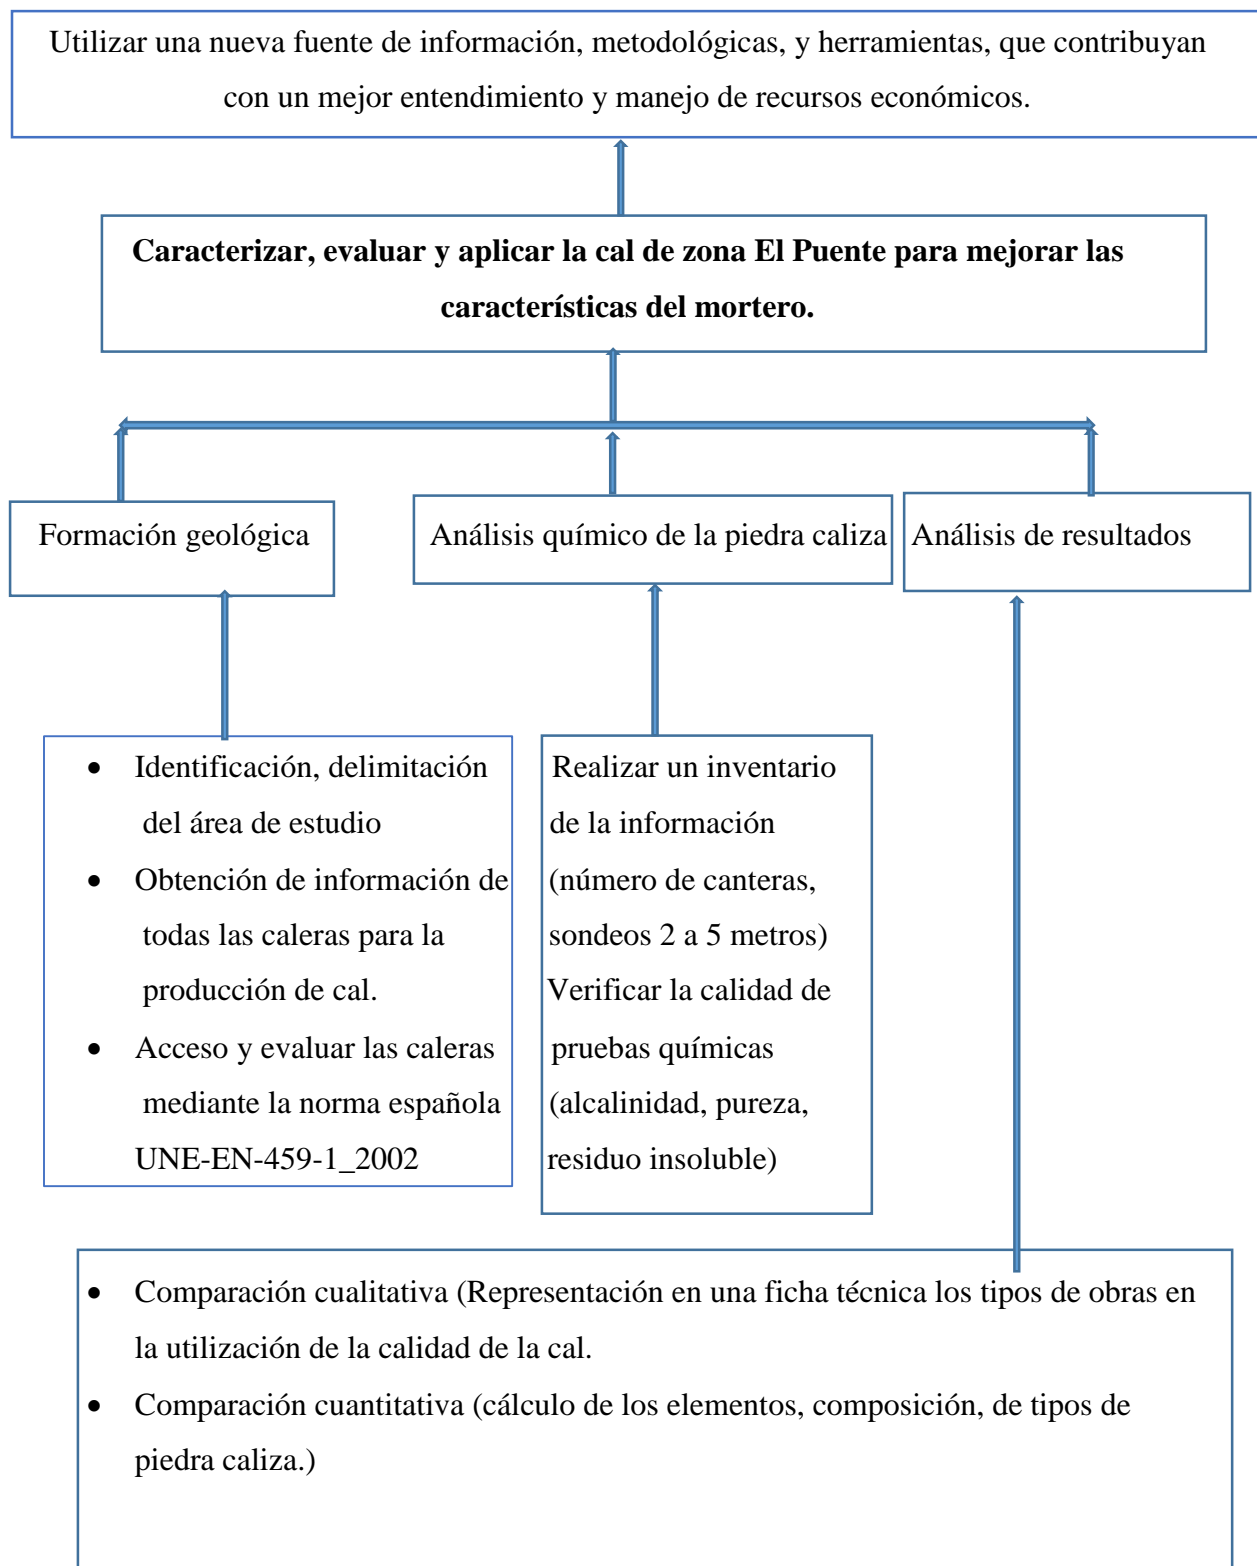 Utilizar una nueva fuente de información, metodológicas, y herramientas, que contribuyan
con un mejor entendimiento y manejo de recursos económicos.
Caracterizar, evaluar y aplicar la cal de zona El Puente para mejorar las
características del mortero.
Formación geológica
Análisis químico de la piedra caliza
Análisis de resultados
• Identificación, delimitación
del área de estudio
• Obtención de información de
todas las caleras para la
producción de cal.
• Acceso y evaluar las caleras
mediante la norma española
UNE-EN-459-1_2002
Realizar un inventario
de la información
(número de canteras,
sondeos 2 a 5 metros)
Verificar la calidad de
pruebas químicas
(alcalinidad, pureza,
residuo insoluble)
• Comparación cualitativa (Representación en una ficha técnica los tipos de obras en
la utilización de la calidad de la cal.
• Comparación cuantitativa (cálculo de los elementos, composición, de tipos de
piedra caliza.)